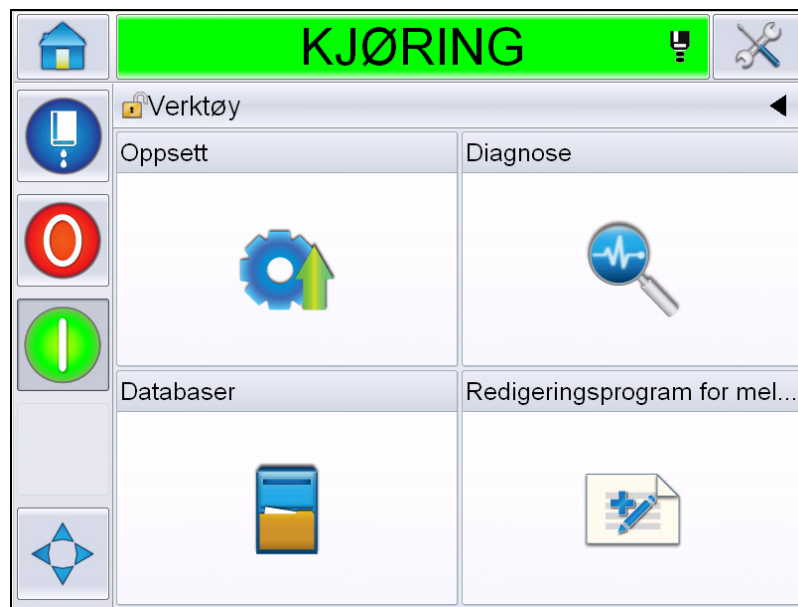 KJØRING
Verktøy
Oppsett
Diagnose
Databaser
Redigeringsprogram for mel...